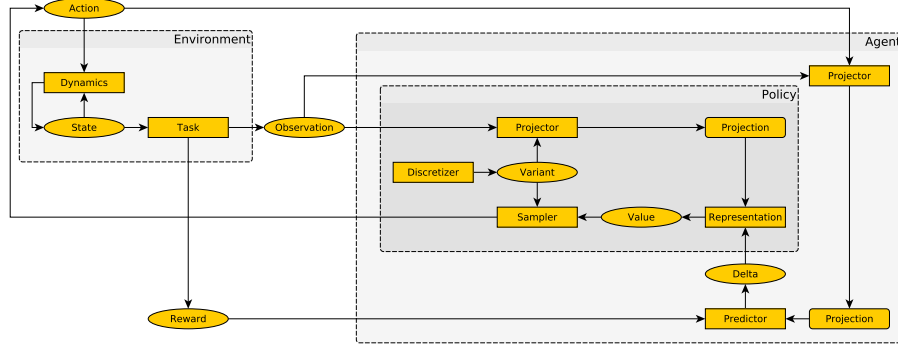 Action
Environment
Agent
Dynamics
Projector
Policy
State
Task
Observation
Projector
Projection
Discretizer
Variant
Sampler
Value
Representation
Delta
Reward
Predictor
Projection